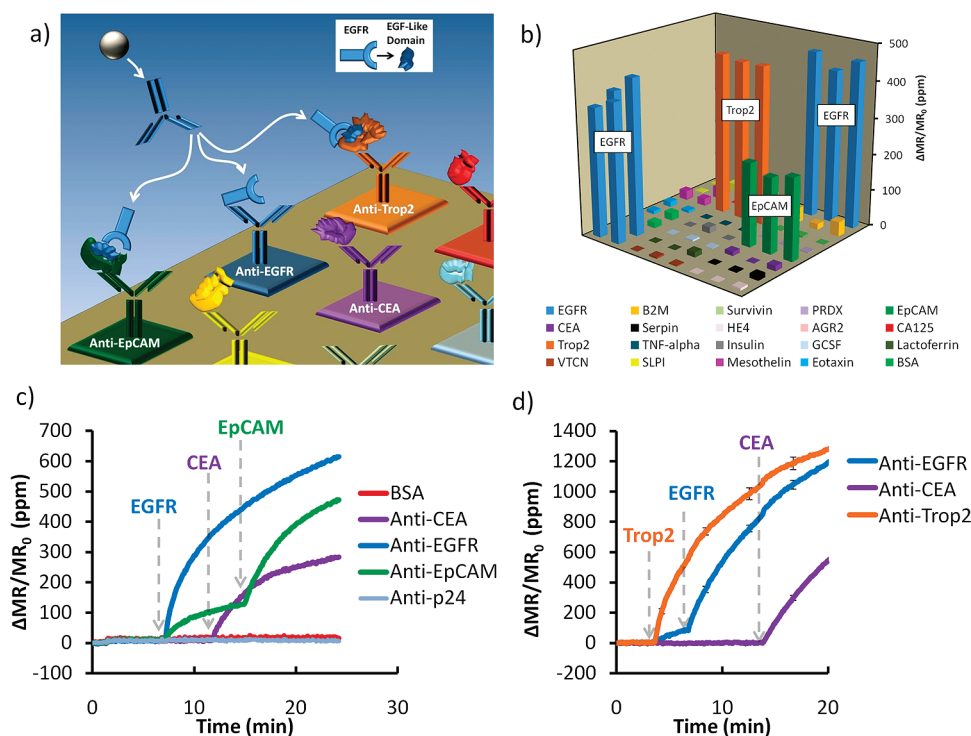 a)
EGFR
EGF-Like
Domain
Anti-Trop2
Anti-EGFR
Anti-CEA
Anti-EpCAM
b)
500
400
300
200
100
0
ΔMR/MR0 (ppm)
EGFR
Trop2
EGFR
EpCAM
EGFR B2M Survivin PRDX EpCAM
CEA Serpin HE4 AGR2 CA125
Trop2 TNF-alpha Insulin GCSF Lactoferrin
VTCN SLPI Mesothelin Eotaxin BSA
c)
700
600
500
400
300
200
100
0
-100
ΔMR/MR0 (ppm)
EpCAM
CEA
EGFR
BSA
Anti-CEA
Anti-EGFR
Anti-EpCAM
Anti-p24
0 10 20 30
Time (min)
d)
1400
1200
1000
800
600
400
200
0
-200
ΔMR/MR0 (ppm)
CEA
EGFR
Trop2
Anti-EGFR
Anti-CEA
Anti-Trop2
0 10 20
Time (min)